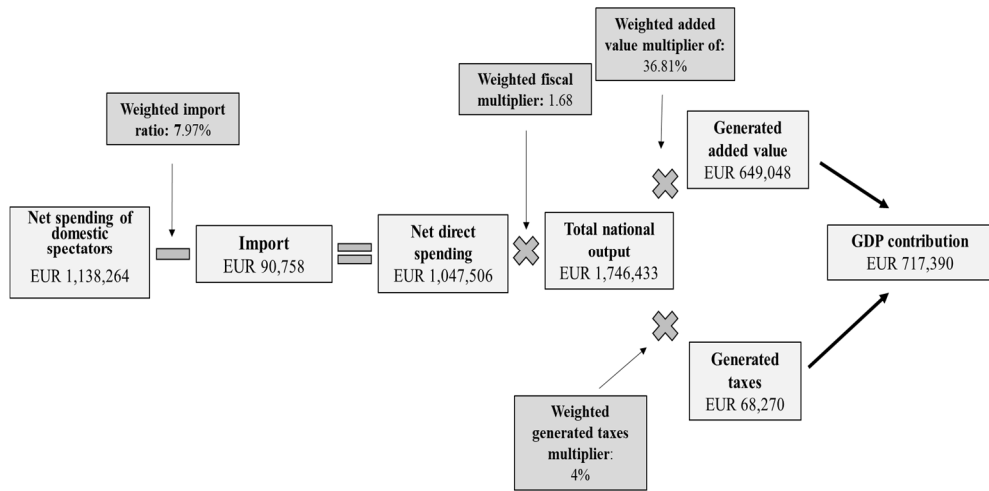 Weighted added
value multiplier of:
36.81%
Weighted fiscal
multiplier: 1.68
Weighted import
ratio: 7.97%
Generated
added value
EUR 649,048
Net spending of
domestic
spectators
EUR 1,138,264
Import
EUR 90,758
Net direct
spending
EUR 1,047,506
Total national
output
EUR 1,746,433
GDP contribution
EUR 717,390
Generated
taxes
EUR 68,270
Weighted
generated taxes
multiplier:
4%